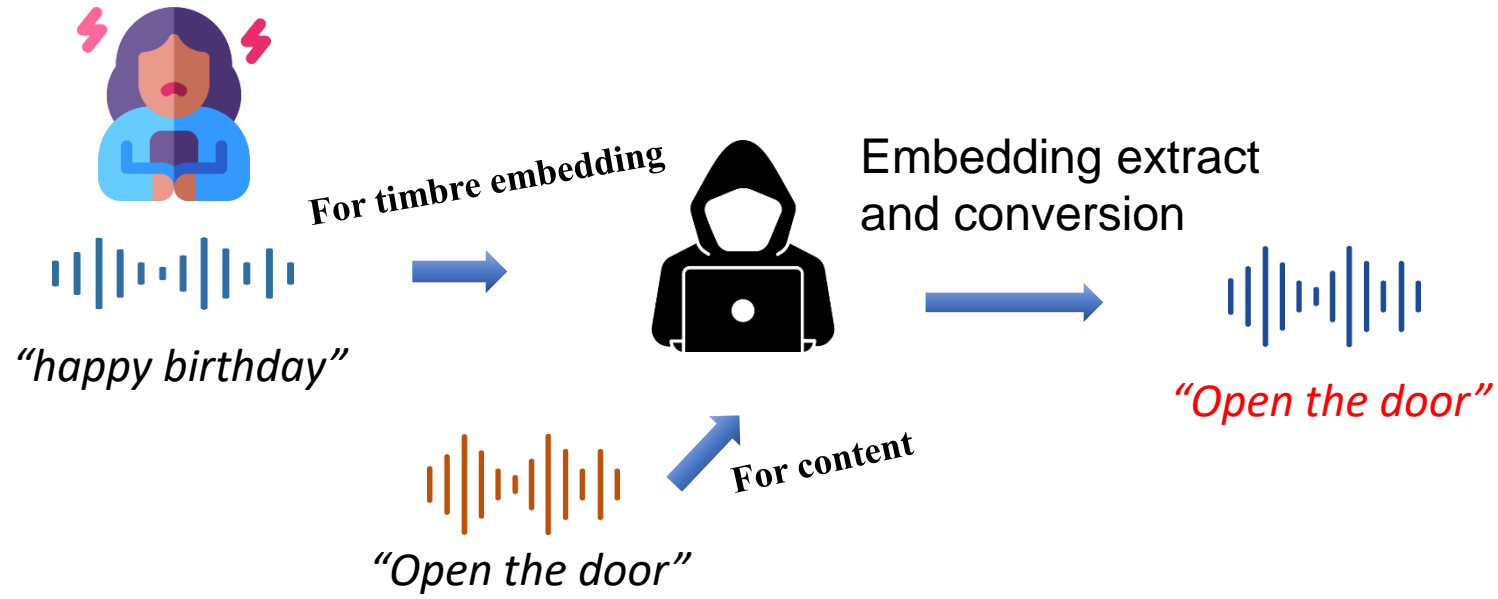 For timbre embedding
Embedding extract
and conversion
“happy birthday”
“Open the door”
For content
“Open the door”